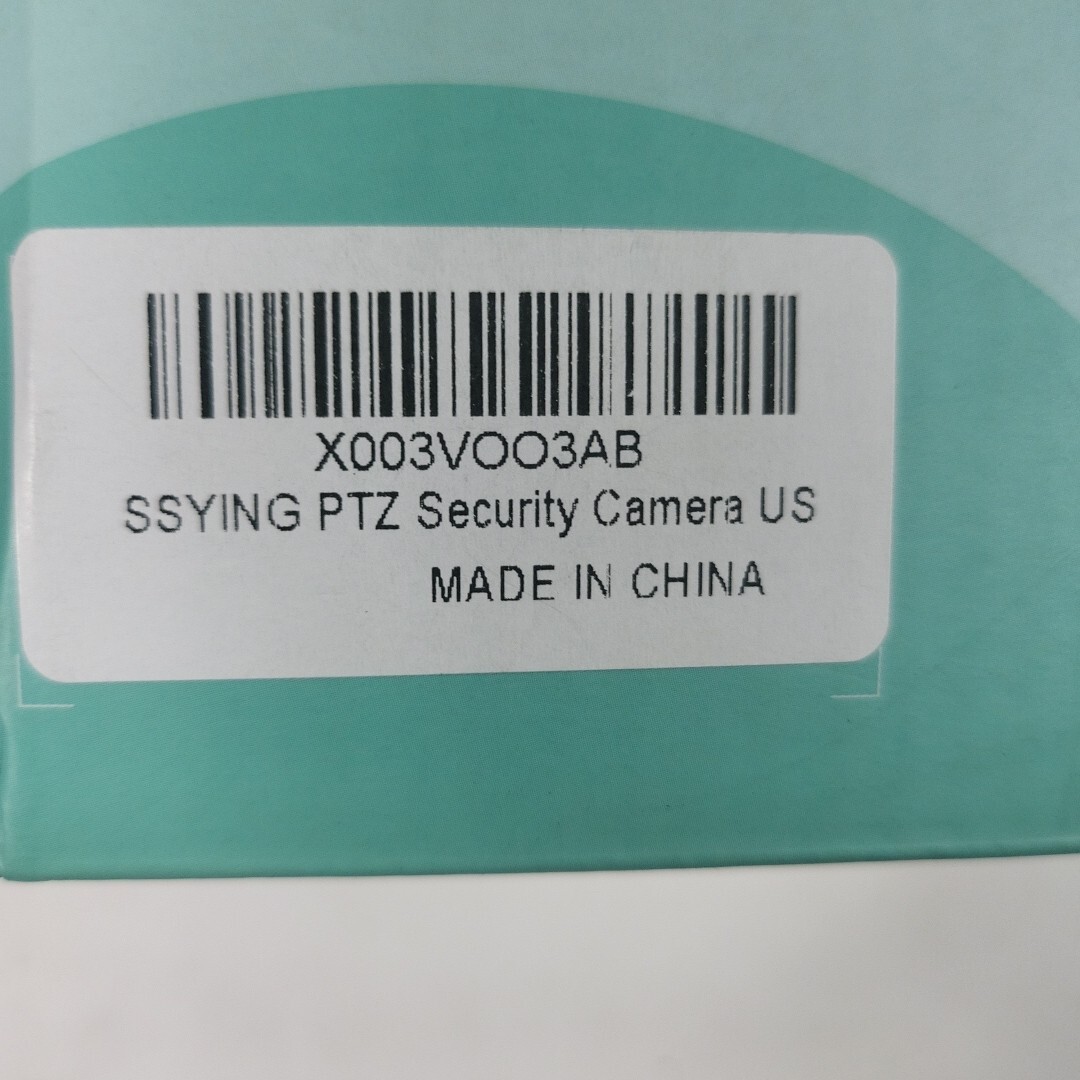 X003VOO3AB
SSYING PTZ Security Camera US
MADE IN CHINA